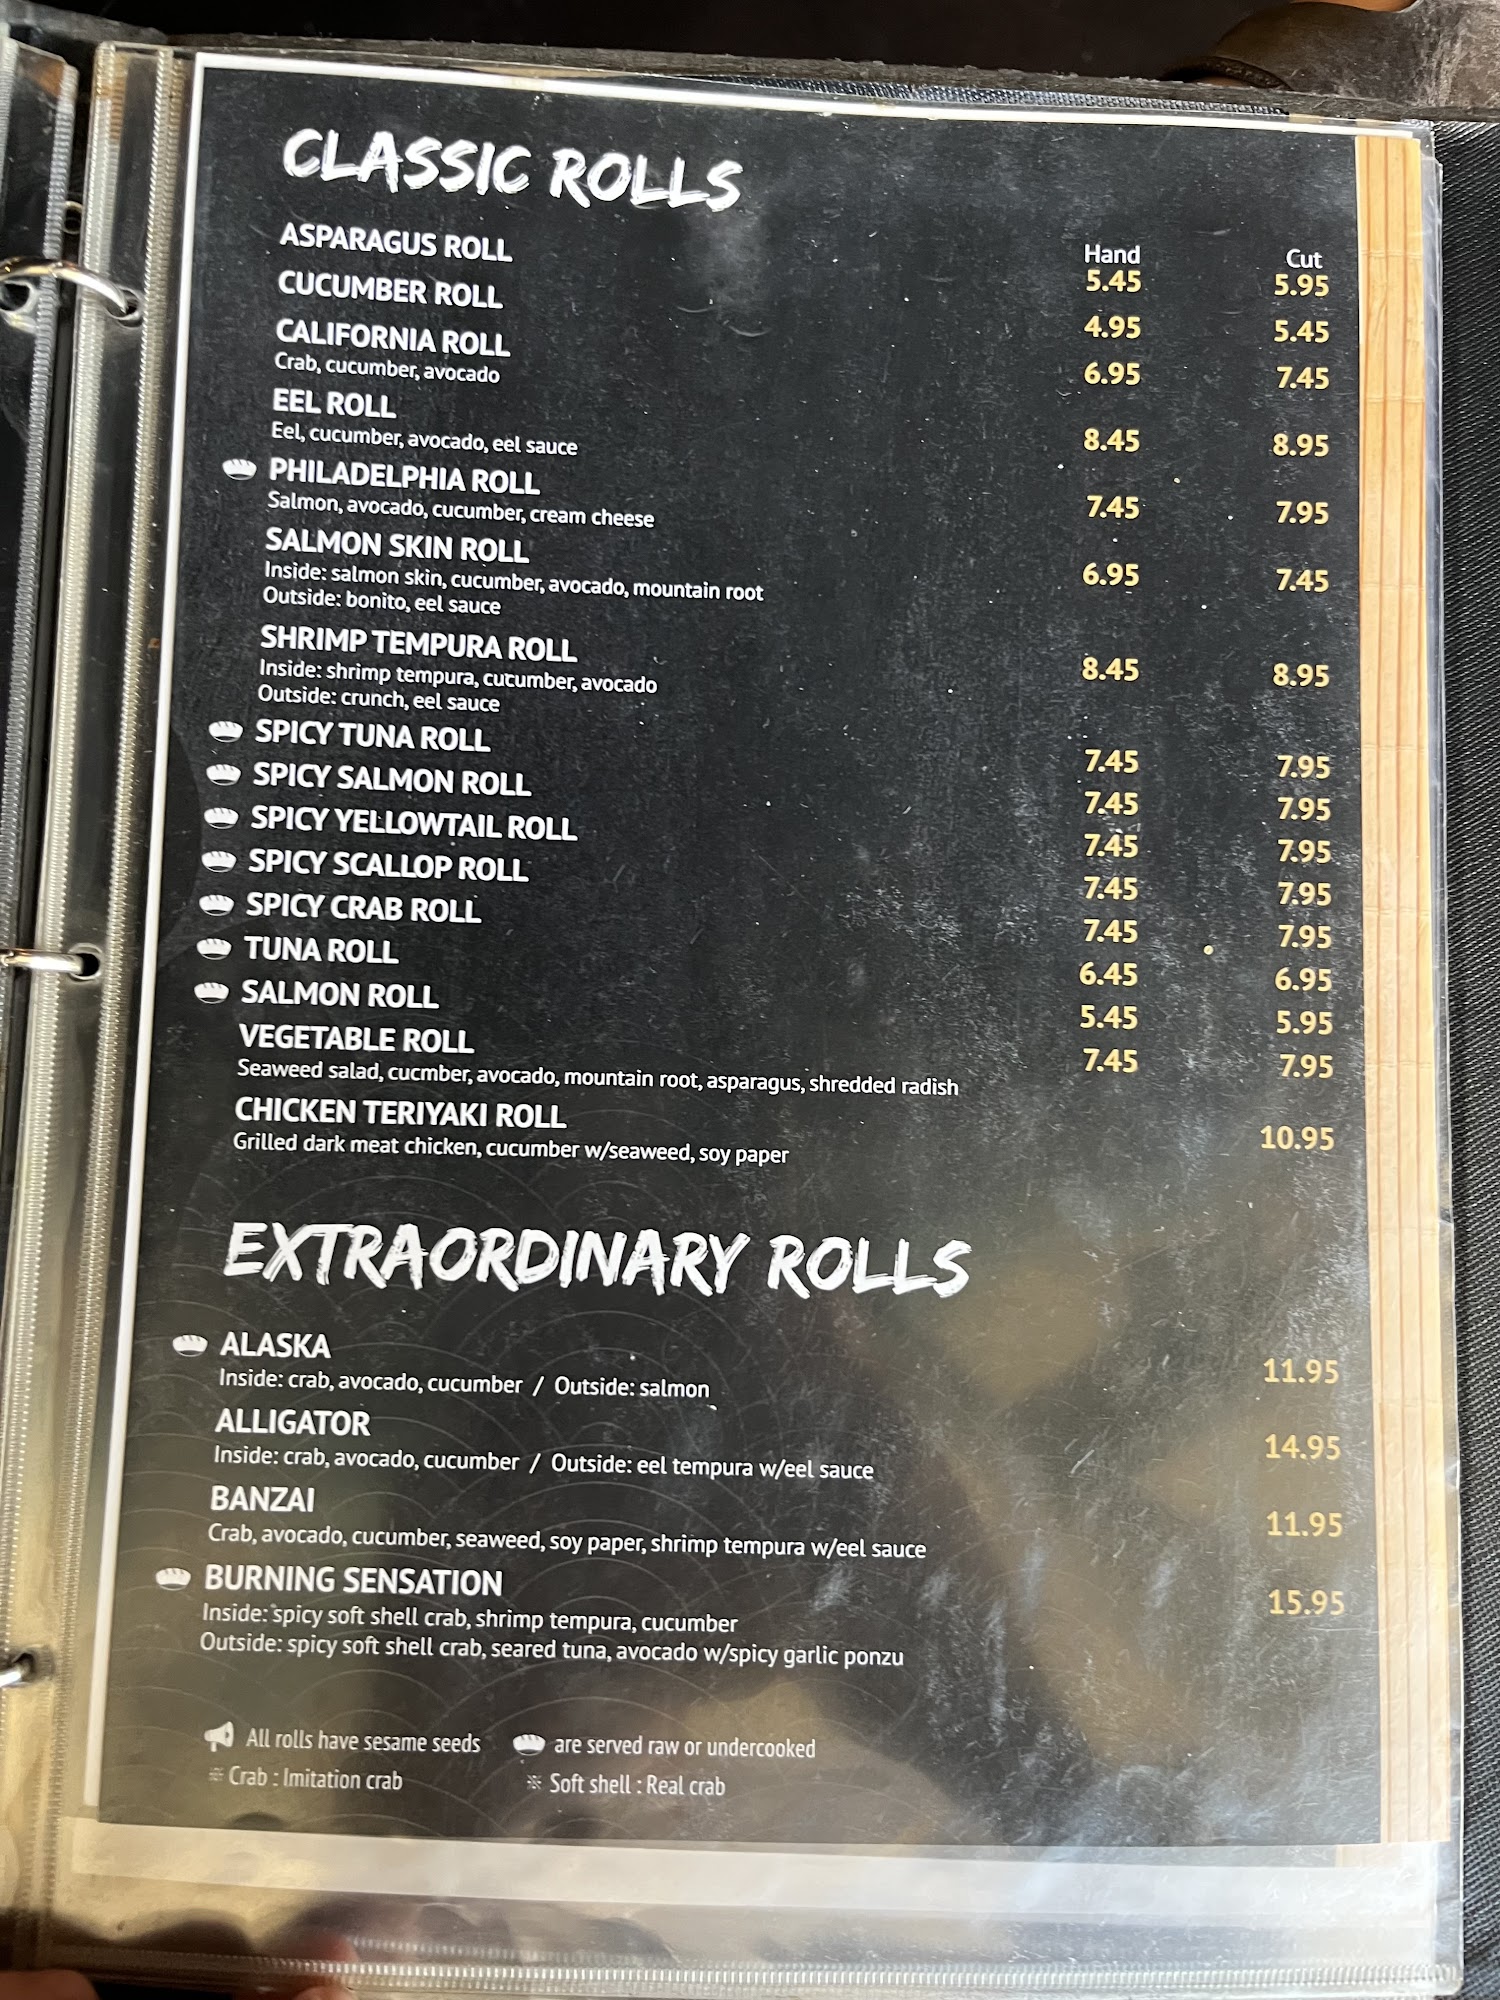 CLASSIC ROLLS
Hand Cut
ASPARAGUS ROLL 5.45 5.95
CUCUMBER ROLL 4.95 5.45
CALIFORNIA ROLL 6.95 7.45
Crab, cucumber, avocado
EEL ROLL 8.45 8.95
Eel, cucumber, avocado, eel sauce
PHILADELPHIA ROLL 7.45 7.95
Salmon, avocado, cucumber, cream cheese
SALMON SKIN ROLL 6.95 7.45
Inside: salmon skin, cucumber, avocado, mountain root
Outside: bonito, eel sauce
SHRIMP TEMPURA ROLL 8.45 8.95
Inside: shrimp tempura, cucumber, avocado
Outside: crunch, eel sauce
SPICY TUNA ROLL 7.45 7.95
SPICY SALMON ROLL 7.45 7.95
SPICY YELLOWTAIL ROLL 7.45 7.95
SPICY SCALLOP ROLL 7.45 7.95
SPICY CRAB ROLL 7.45 7.95
TUNA ROLL 6.45 6.95
SALMON ROLL 5.45 5.95
VEGETABLE ROLL 7.45 7.95
Seaweed salad, cucmber, avocado, mountain root, asparagus, shredded radish
CHICKEN TERIYAKI ROLL 10.95
Grilled dark meat chicken, cucumber w/seaweed, soy paper
EXTRAORDINARY ROLLS
ALASKA 11.95
Inside: crab, avocado, cucumber / Outside: salmon
ALLIGATOR 14.95
Inside: crab, avocado, cucumber / Outside: eel tempura w/eel sauce
BANZAI 11.95
Crab, avocado, cucumber, seaweed, soy paper, shrimp tempura w/eel sauce
BURNING SENSATION 15.95
Inside: spicy soft shell crab, shrimp tempura, cucumber
Outside: spicy soft shell crab, seared tuna, avocado w/spicy garlic ponzu
All rolls have sesame seeds are served raw or undercooked
※ Crab : Imitation crab ※ Soft shell : Real crab